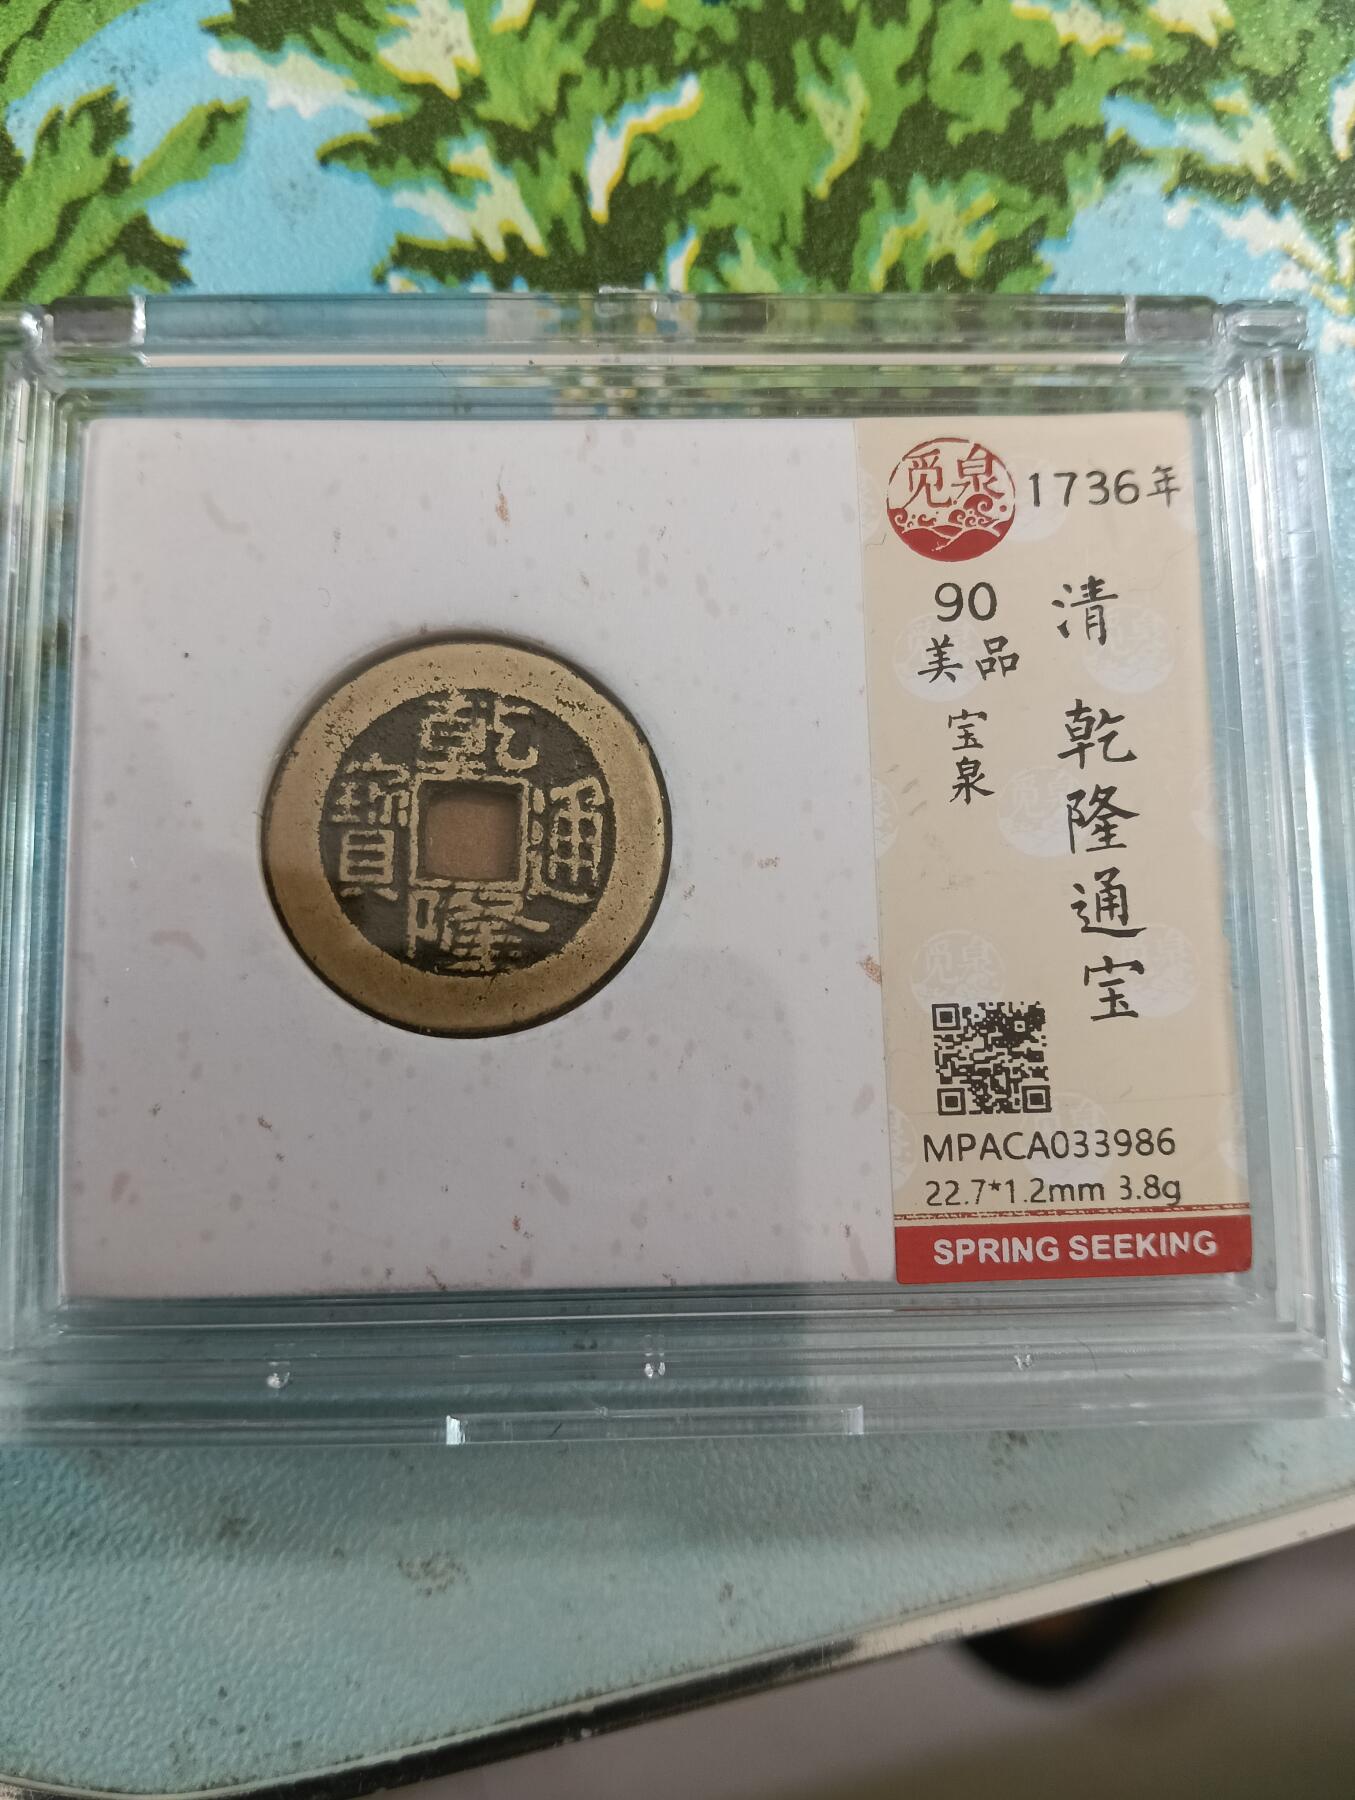 乾隆通寶
覓泉
1736年
清 乾隆通宝
90
美品
宝泉
MPACA033986
22.7*1.2mm 3.8g
SPRING SEEKING